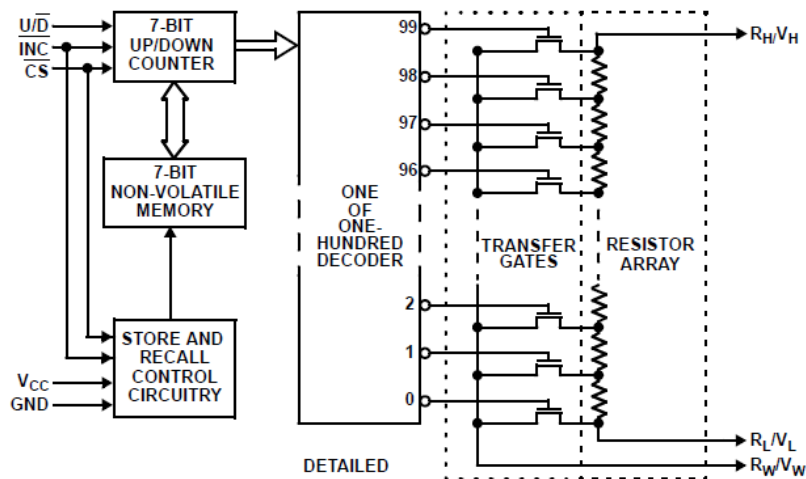 U/D
INC
CS
7-BIT
UP/DOWN
COUNTER
7-BIT
NON-VOLATILE
MEMORY
STORE AND
RECALL
CONTROL
CIRCUITRY
VCC
GND
ONE
OF
ONE-
HUNDRED
DECODER
99
98
97
96
2
1
0
TRANSFER
GATES
RESISTOR
ARRAY
RH/VH
RL/VL
RW/VW
DETAILED